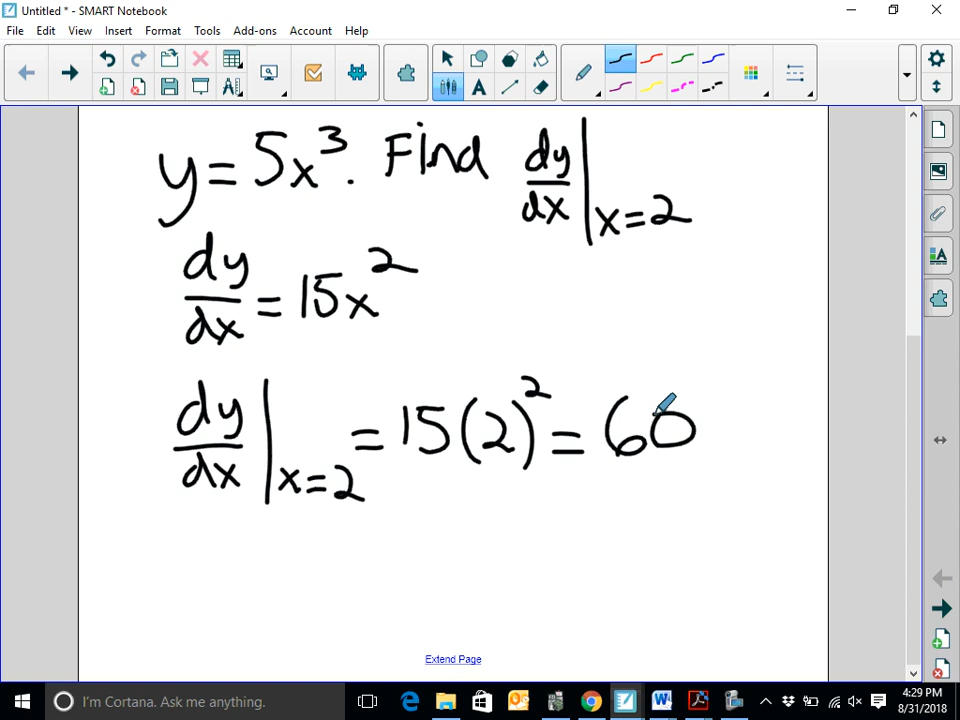 Untitled * - SMART Notebook
File Edit View Insert Format Tools Add-ons Account Help
y = 5x³. Find dy/dx |x=2
dy/dx = 15x²
dy/dx |x=2 = 15(2)² = 60
Extend Page
I'm Cortana. Ask me anything.
4:29 PM
8/31/2018